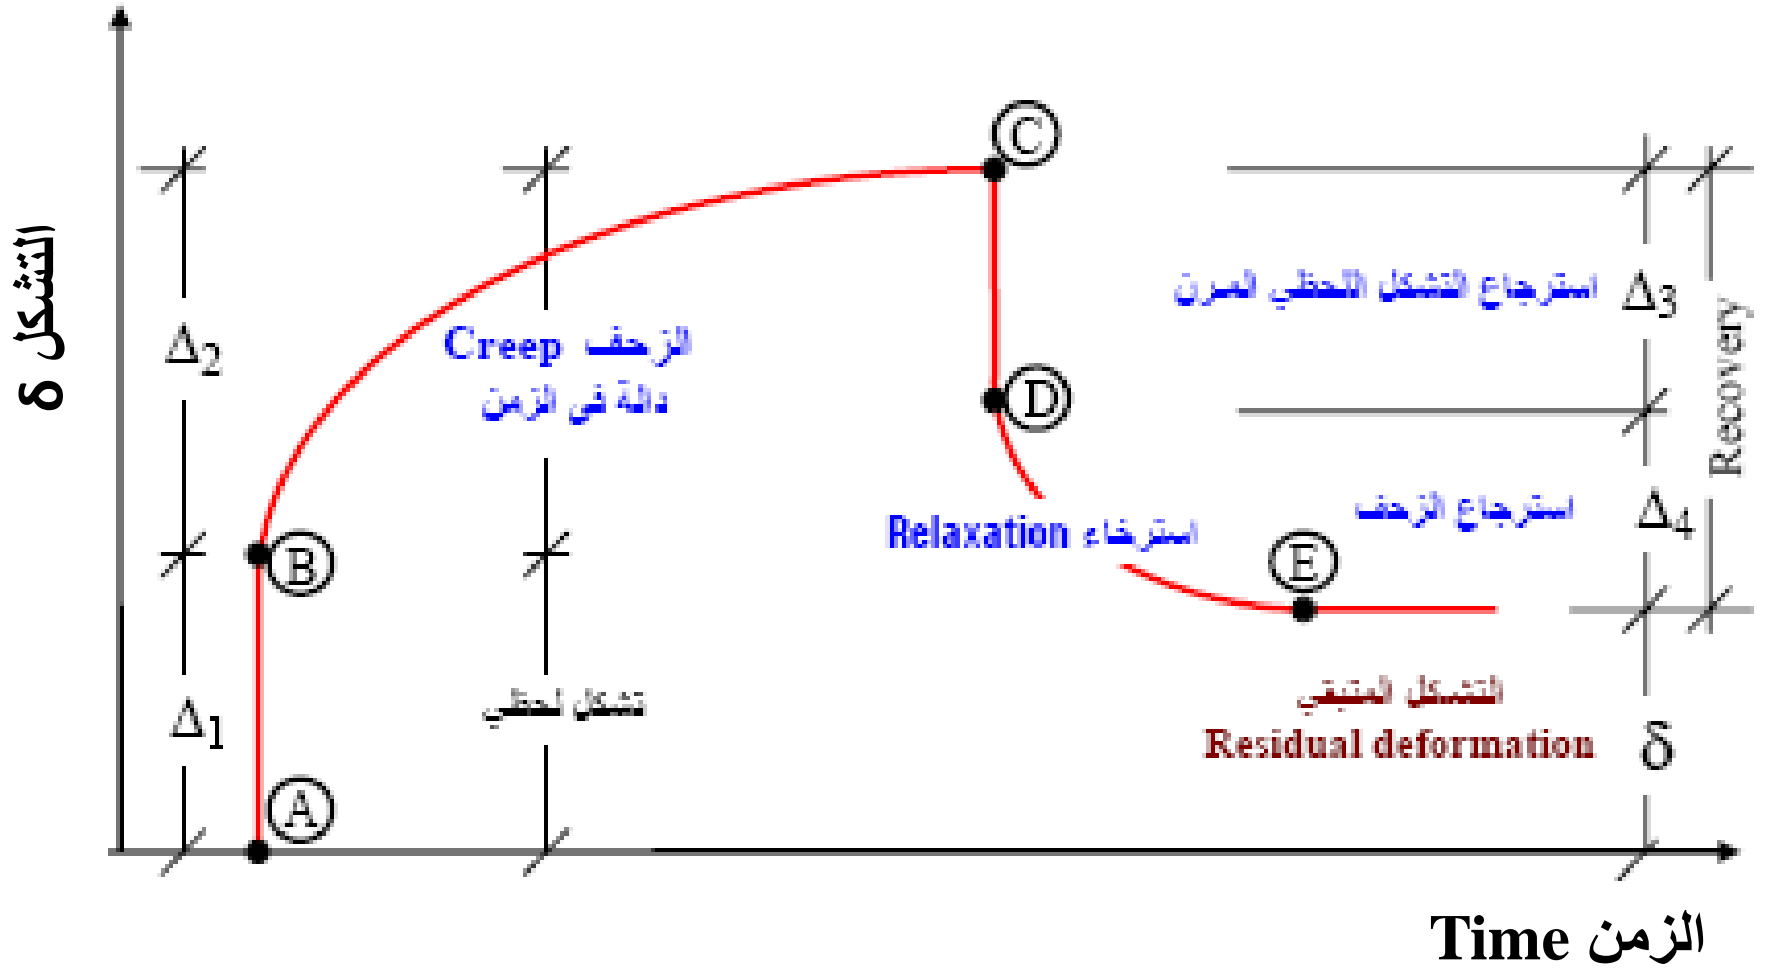 C
التشكل δ
Δ2
الزحف Creep
دالة في الزمن
استرجاع التشكل اللحظي المرن
Δ3
Recovery
D
استرجاع الزحف
Δ4
استرخاء Relaxation
B
E
Δ1
تشكل لحظي
التشكل المتبقي
Residual deformation
δ
A
الزمن Time